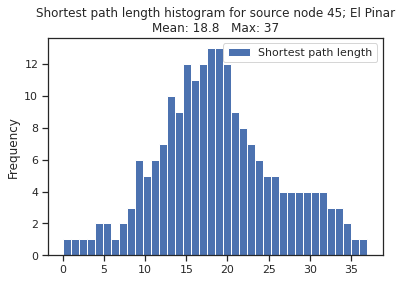 Shortest path length histogram for source node 45; El Pinar
Mean: 18.8 Max: 37
Shortest path length
Frequency
12
10
8
6
4
2
0
0 5 10 15 20 25 30 35